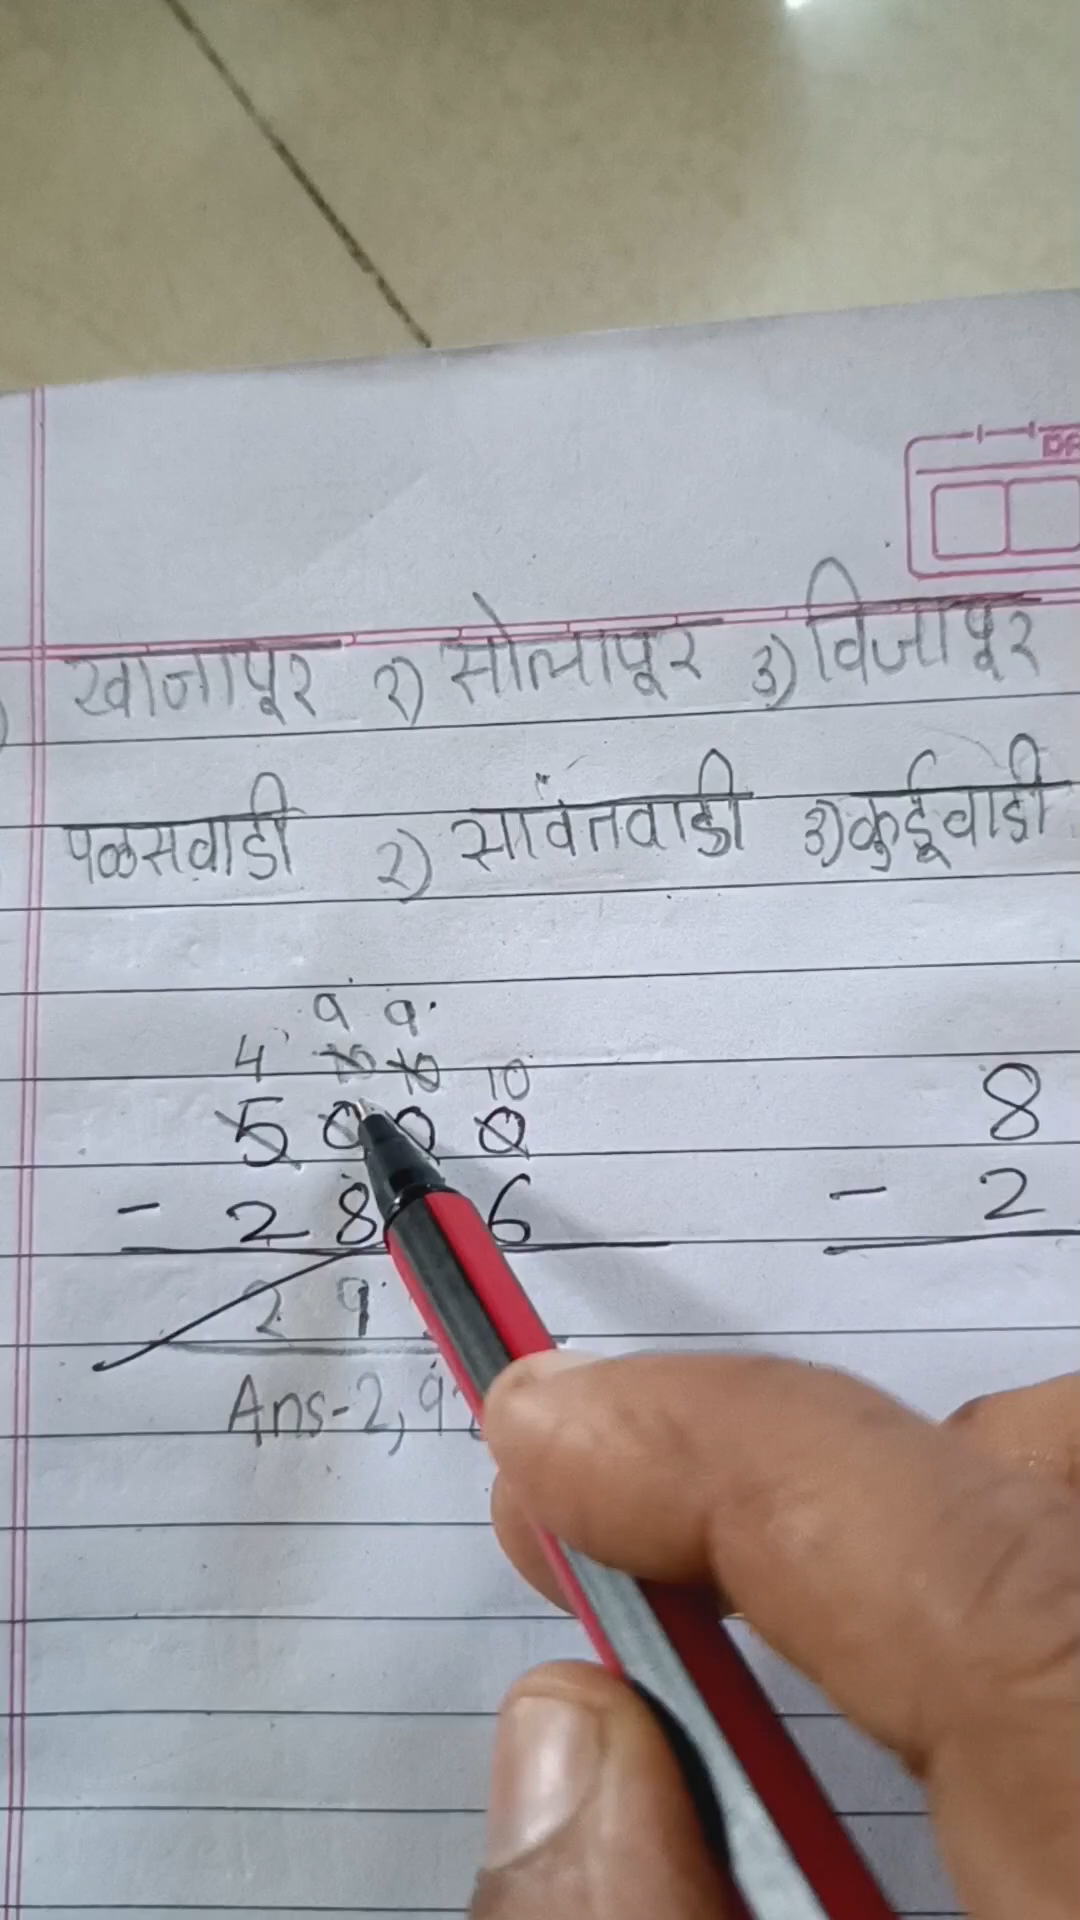 खाजापूर २) सोलापूर ३) विजापूर
पळसवाडी २) सावंतवाडी ३) कुर्डूवाडी
9 9
4 10 10 10
5 0 0 0 8
- 2 8 6 - 2
2 9
Ans-2,9